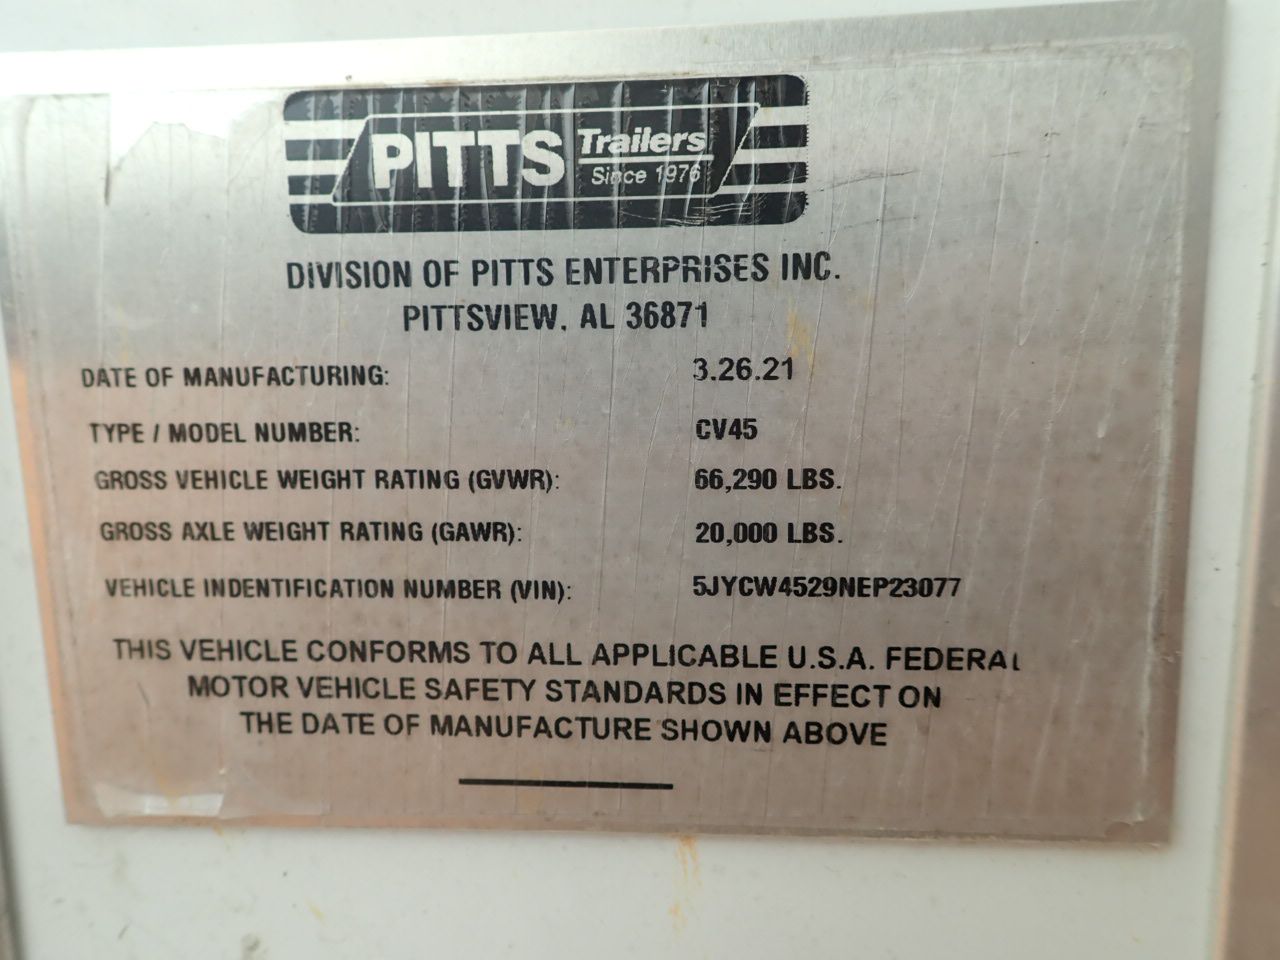 PITTS Trailers
Since 1976
DIVISION OF PITTS ENTERPRISES INC.
PITTSVIEW, AL 36871
DATE OF MANUFACTURING: 3.26.21
TYPE / MODEL NUMBER: CV45
GROSS VEHICLE WEIGHT RATING (GVWR): 66,290 LBS.
GROSS AXLE WEIGHT RATING (GAWR): 20,000 LBS.
VEHICLE INDENTIFICATION NUMBER (VIN): 5JYCW4529NEP23077
THIS VEHICLE CONFORMS TO ALL APPLICABLE U.S.A. FEDERAL
MOTOR VEHICLE SAFETY STANDARDS IN EFFECT ON
THE DATE OF MANUFACTURE SHOWN ABOVE